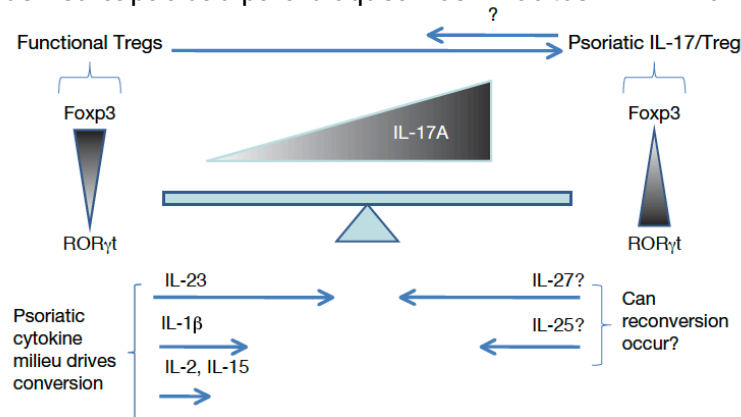 ?
Functional Tregs
Psoriatic IL-17/Treg
Foxp3
Foxp3
IL-17A
RORγt
RORγt
IL-23
IL-27?
Psoriatic
cytokine
milieu drives
conversion
IL-1β
IL-25?
Can
reconversion
occur?
IL-2, IL-15